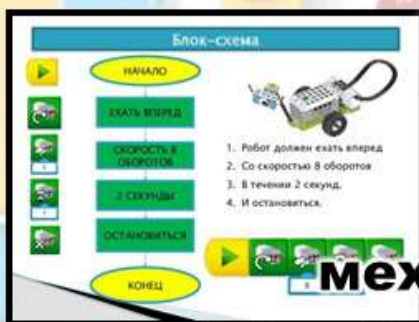 Блок-схема
НАЧАЛО
ЕХАТЬ ВПЕРЕД
СКОРОСТЬ 8
ОБОРОТОВ
2 СЕКУНДЫ
ОСТАНОВИТЬСЯ
КОНЕЦ
1. Робот должен ехать вперед
2. Со скоростью 8 оборотов
3. В течении 2 секунд.
4. И остановиться.
мех